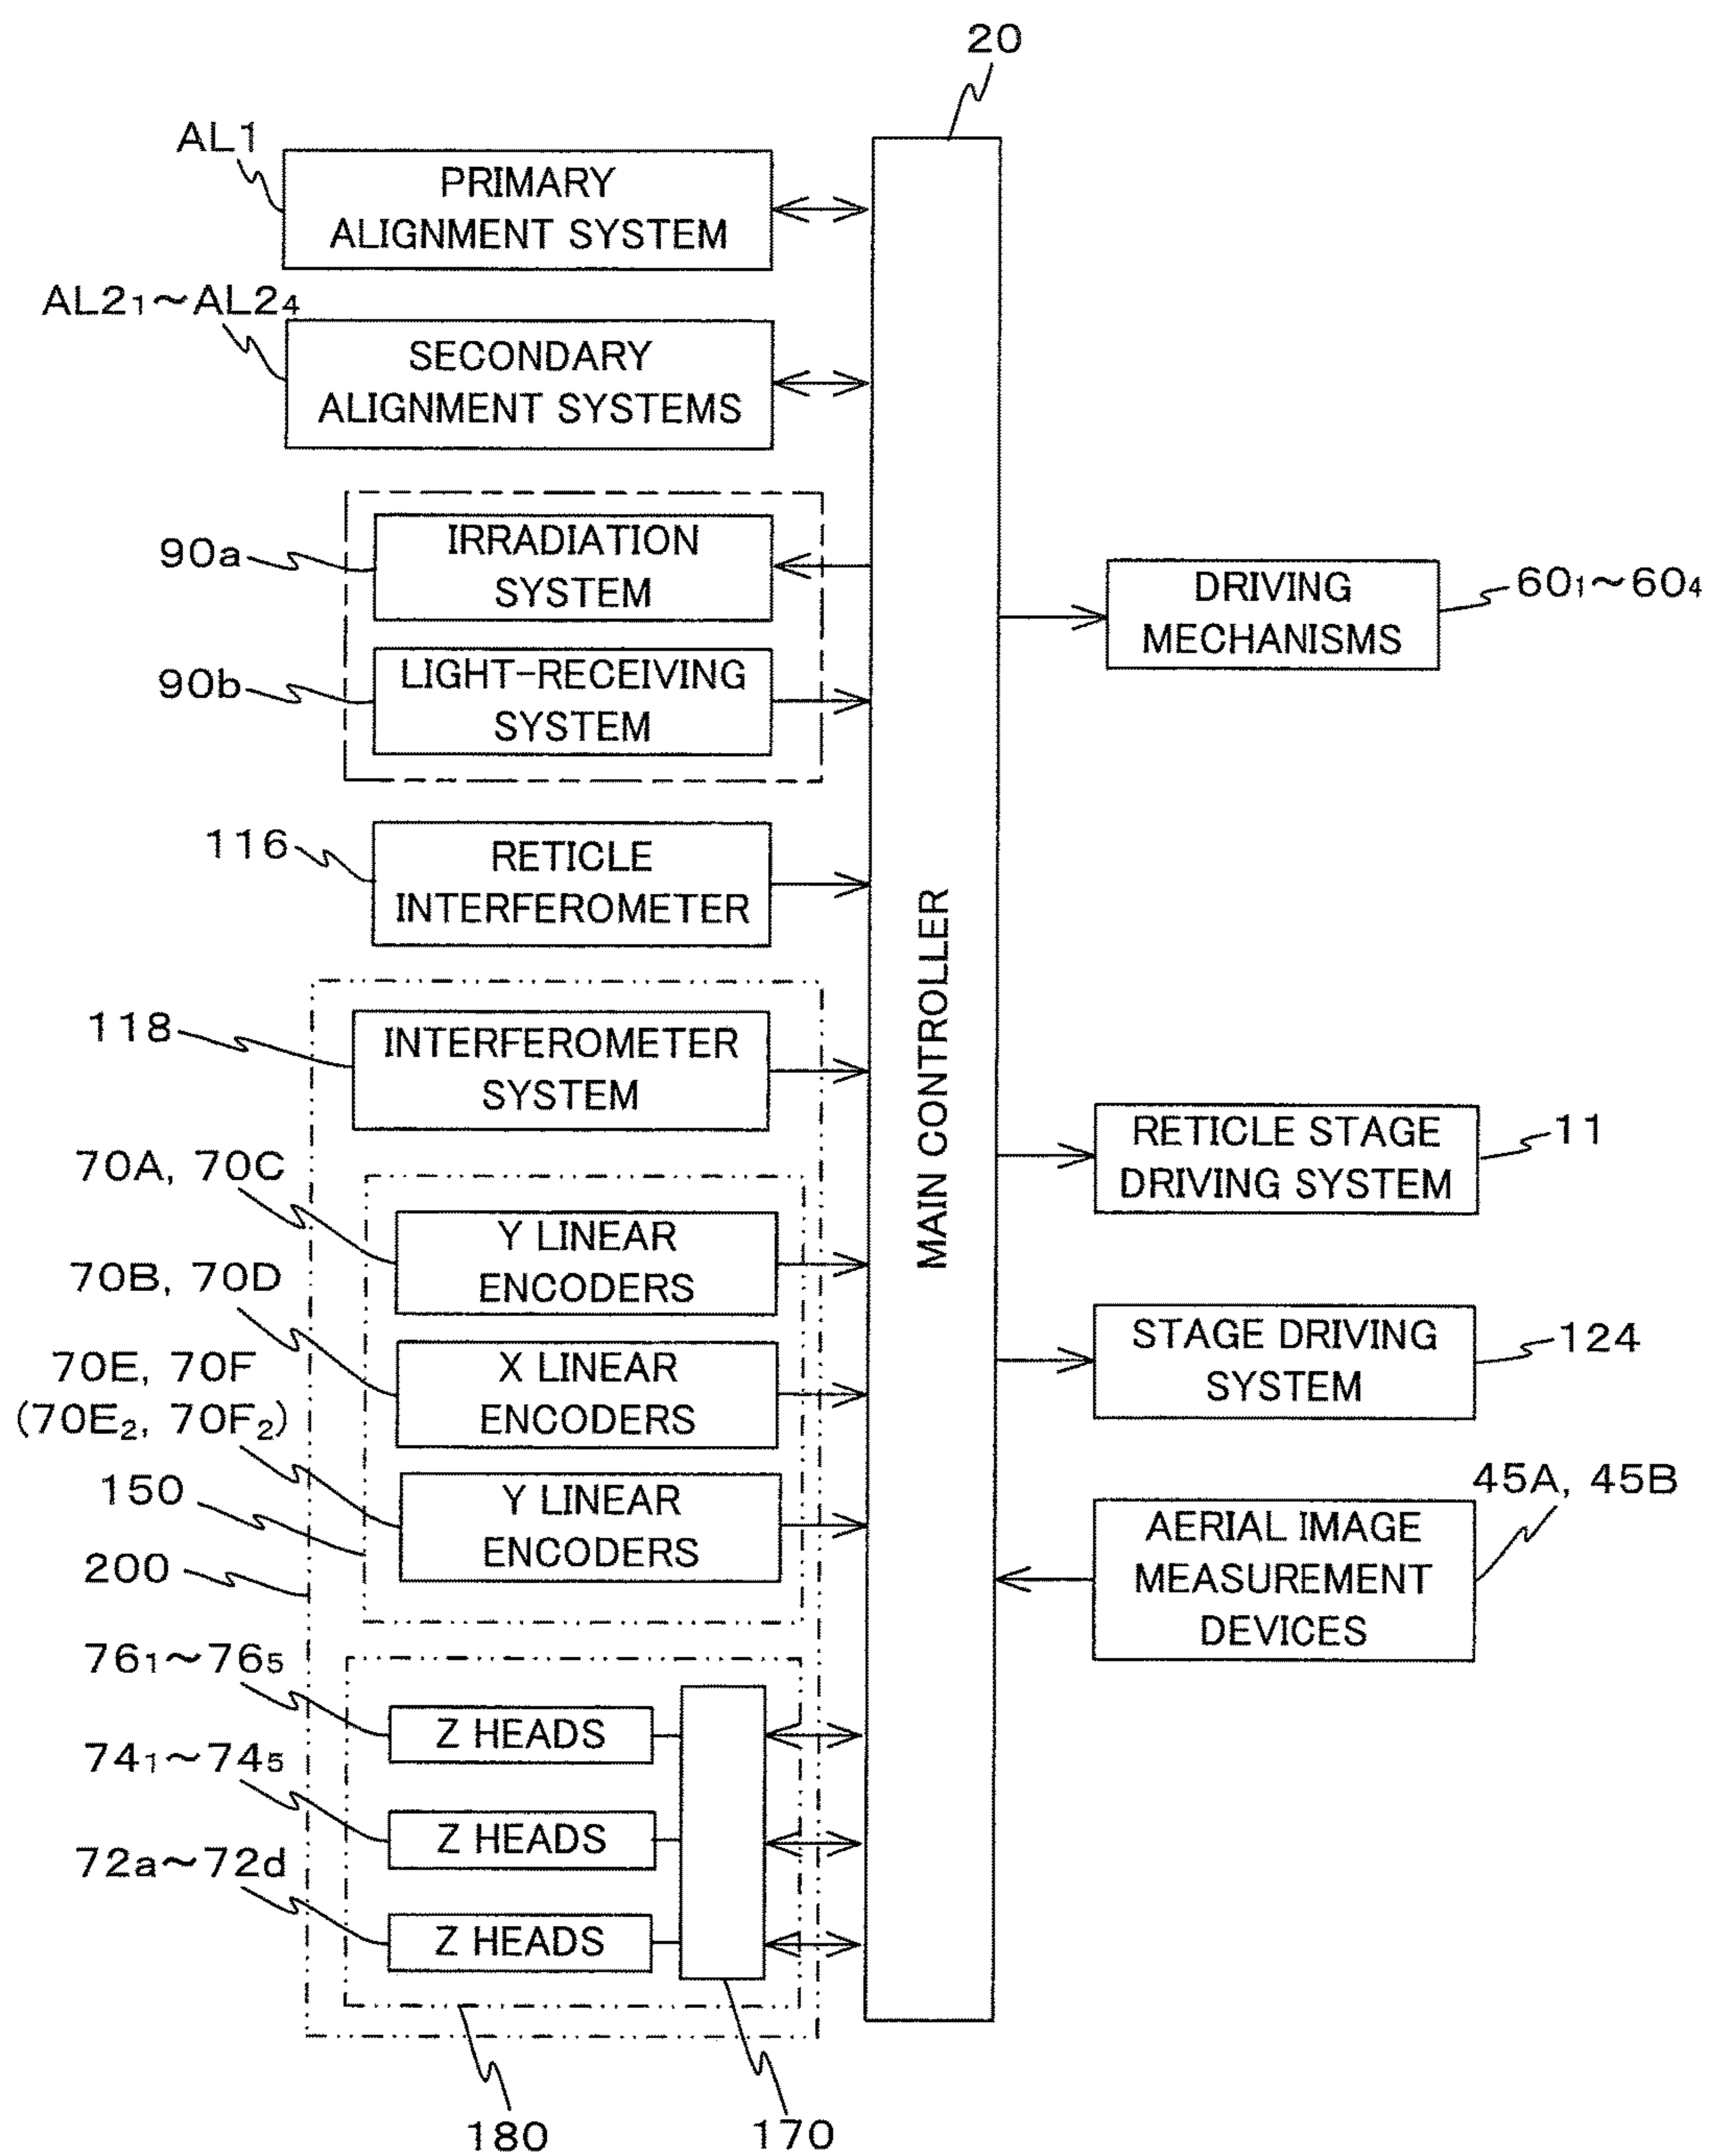 20
AL1
PRIMARY
ALIGNMENT SYSTEM
AL2₁～AL2₄
SECONDARY
ALIGNMENT SYSTEMS
90a
IRRADIATION
SYSTEM
90b
LIGHT-RECEIVING
SYSTEM
116
RETICLE
INTERFEROMETER
118
INTERFEROMETER
SYSTEM
70A, 70C
Y LINEAR
ENCODERS
70B, 70D
X LINEAR
ENCODERS
70E, 70F
(70E₂, 70F₂)
Y LINEAR
ENCODERS
150
200
76₁～76₅
Z HEADS
74₁～74₅
Z HEADS
72a～72d
Z HEADS
180
170
MAIN CONTROLLER
DRIVING
MECHANISMS
60₁～60₄
RETICLE STAGE
DRIVING SYSTEM
11
STAGE DRIVING
SYSTEM
124
45A, 45B
AERIAL IMAGE
MEASUREMENT
DEVICES